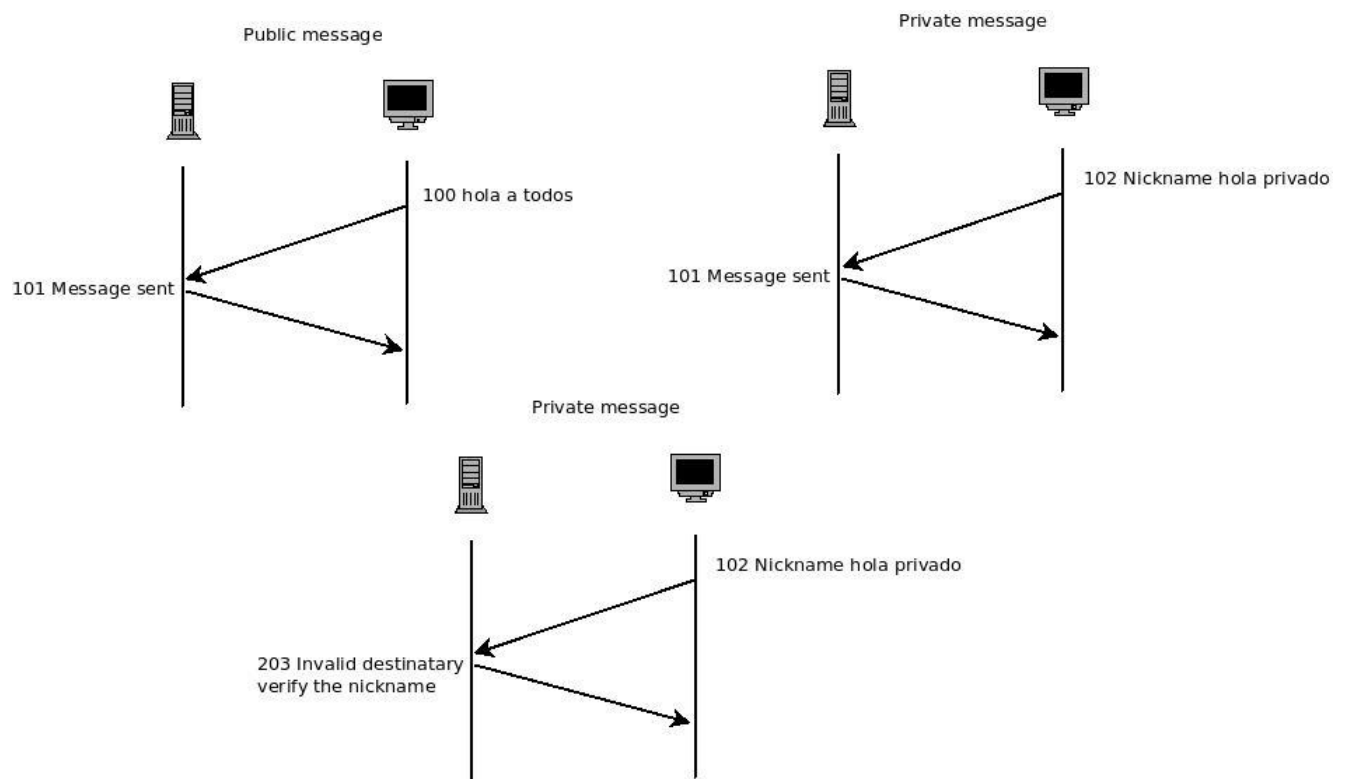 Public message
100 hola a todos
101 Message sent
Private message
102 Nickname hola privado
101 Message sent
Private message
102 Nickname hola privado
203 Invalid destinatary
verify the nickname